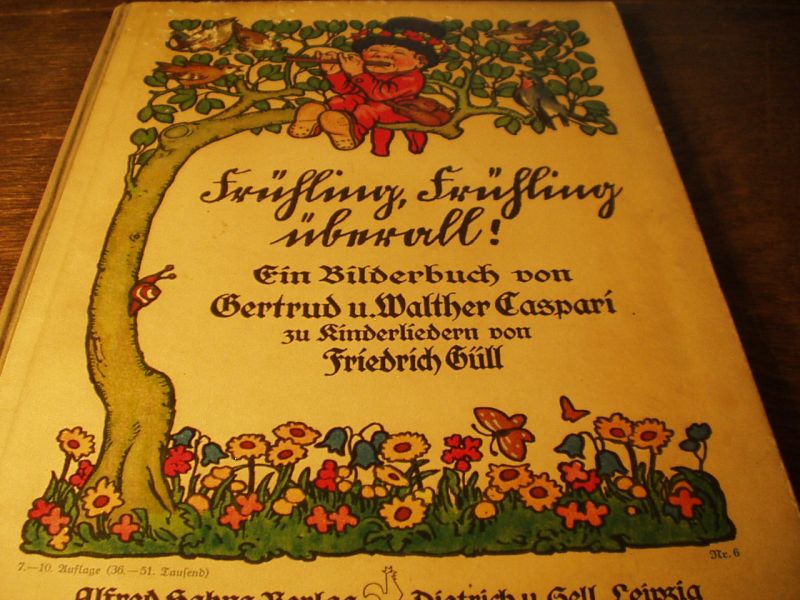 Frühling, Frühling
überall!
Ein Bilderbuch von
Gertrud u. Walther Caspari
zu Kinderliedern von
Friedrich Güll
7.—10. Auflage (36.—51. Tausend)
Nr. 6
Alfred Hahns Verlag Dietrich u. Sell, Leipzig